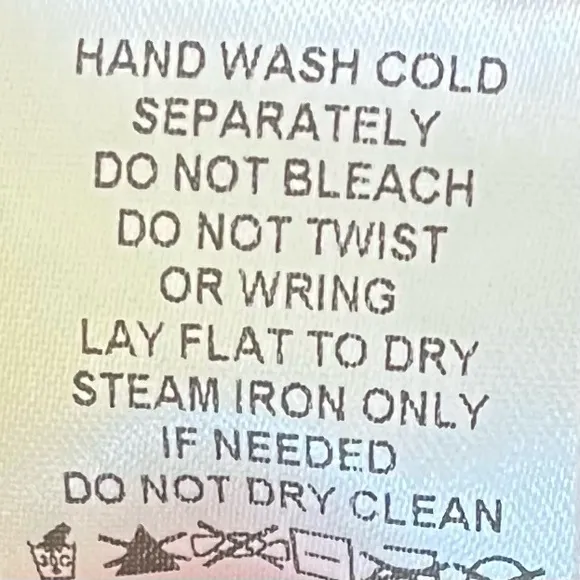 HAND WASH COLD
SEPARATELY
DO NOT BLEACH
DO NOT TWIST
OR WRING
LAY FLAT TO DRY
STEAM IRON ONLY
IF NEEDED
DO NOT DRY CLEAN